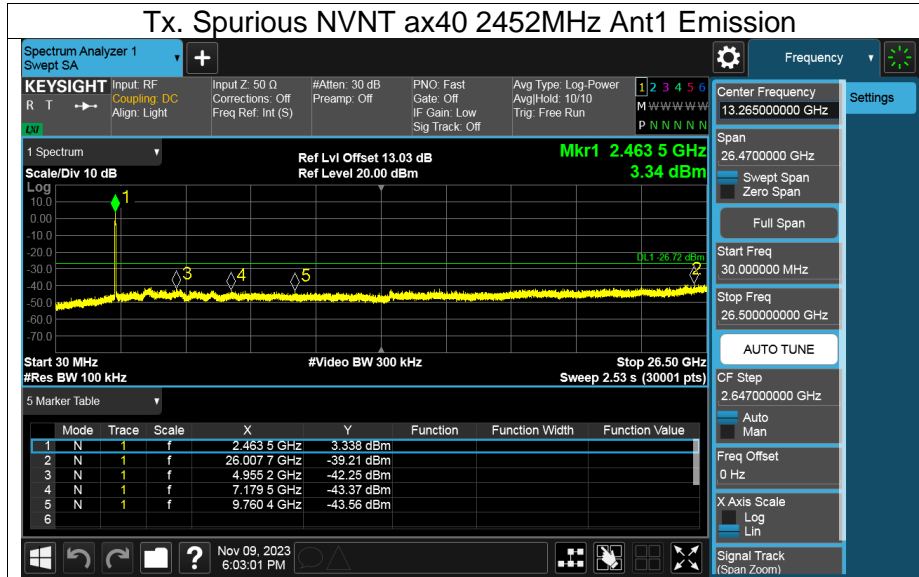 Tx. Spurious NVNT ax40 2452MHz Ant1 Emission
Spectrum Analyzer 1
Swept SA
Frequency
KEYSIGHT
R T
LXI
Input: RF
Coupling: DC
Align: Light
Input Z: 50 Ω
Corrections: Off
Freq Ref: Int (S)
#Atten: 30 dB
Preamp: Off
PNO: Fast
Gate: Off
IF Gain: Low
Sig Track: Off
Avg Type: Log-Power
Avg|Hold: 10/10
Trig: Free Run
1 2 3 4 5 6
M W W W W W
P N N N N N
1 Spectrum
Scale/Div 10 dB
Ref Lvl Offset 13.03 dB
Ref Level 20.00 dBm
Mkr1 2.463 5 GHz
3.34 dBm
Log
10.0
0.00
-10.0
-20.0
-30.0
-40.0
-50.0
-60.0
-70.0
1
3
4
5
2
DL1 -26.72 dBm
Start 30 MHz
#Res BW 100 kHz
#Video BW 300 kHz
Stop 26.50 GHz
Sweep 2.53 s (30001 pts)
5 Marker Table
Mode Trace Scale X Y Function Function Width Function Value
1 N 1 f 2.463 5 GHz 3.338 dBm
2 N 1 f 26.007 7 GHz -39.21 dBm
3 N 1 f 4.955 2 GHz -42.25 dBm
4 N 1 f 7.179 5 GHz -43.37 dBm
5 N 1 f 9.760 4 GHz -43.56 dBm
6
Nov 09, 2023
6:03:01 PM
Center Frequency
13.265000000 GHz
Settings
Span
26.4700000 GHz
Swept Span
Zero Span
Full Span
Start Freq
30.000000 MHz
Stop Freq
26.500000000 GHz
AUTO TUNE
CF Step
2.647000000 GHz
Auto
Man
Freq Offset
0 Hz
X Axis Scale
Log
Lin
Signal Track
(Span Zoom)